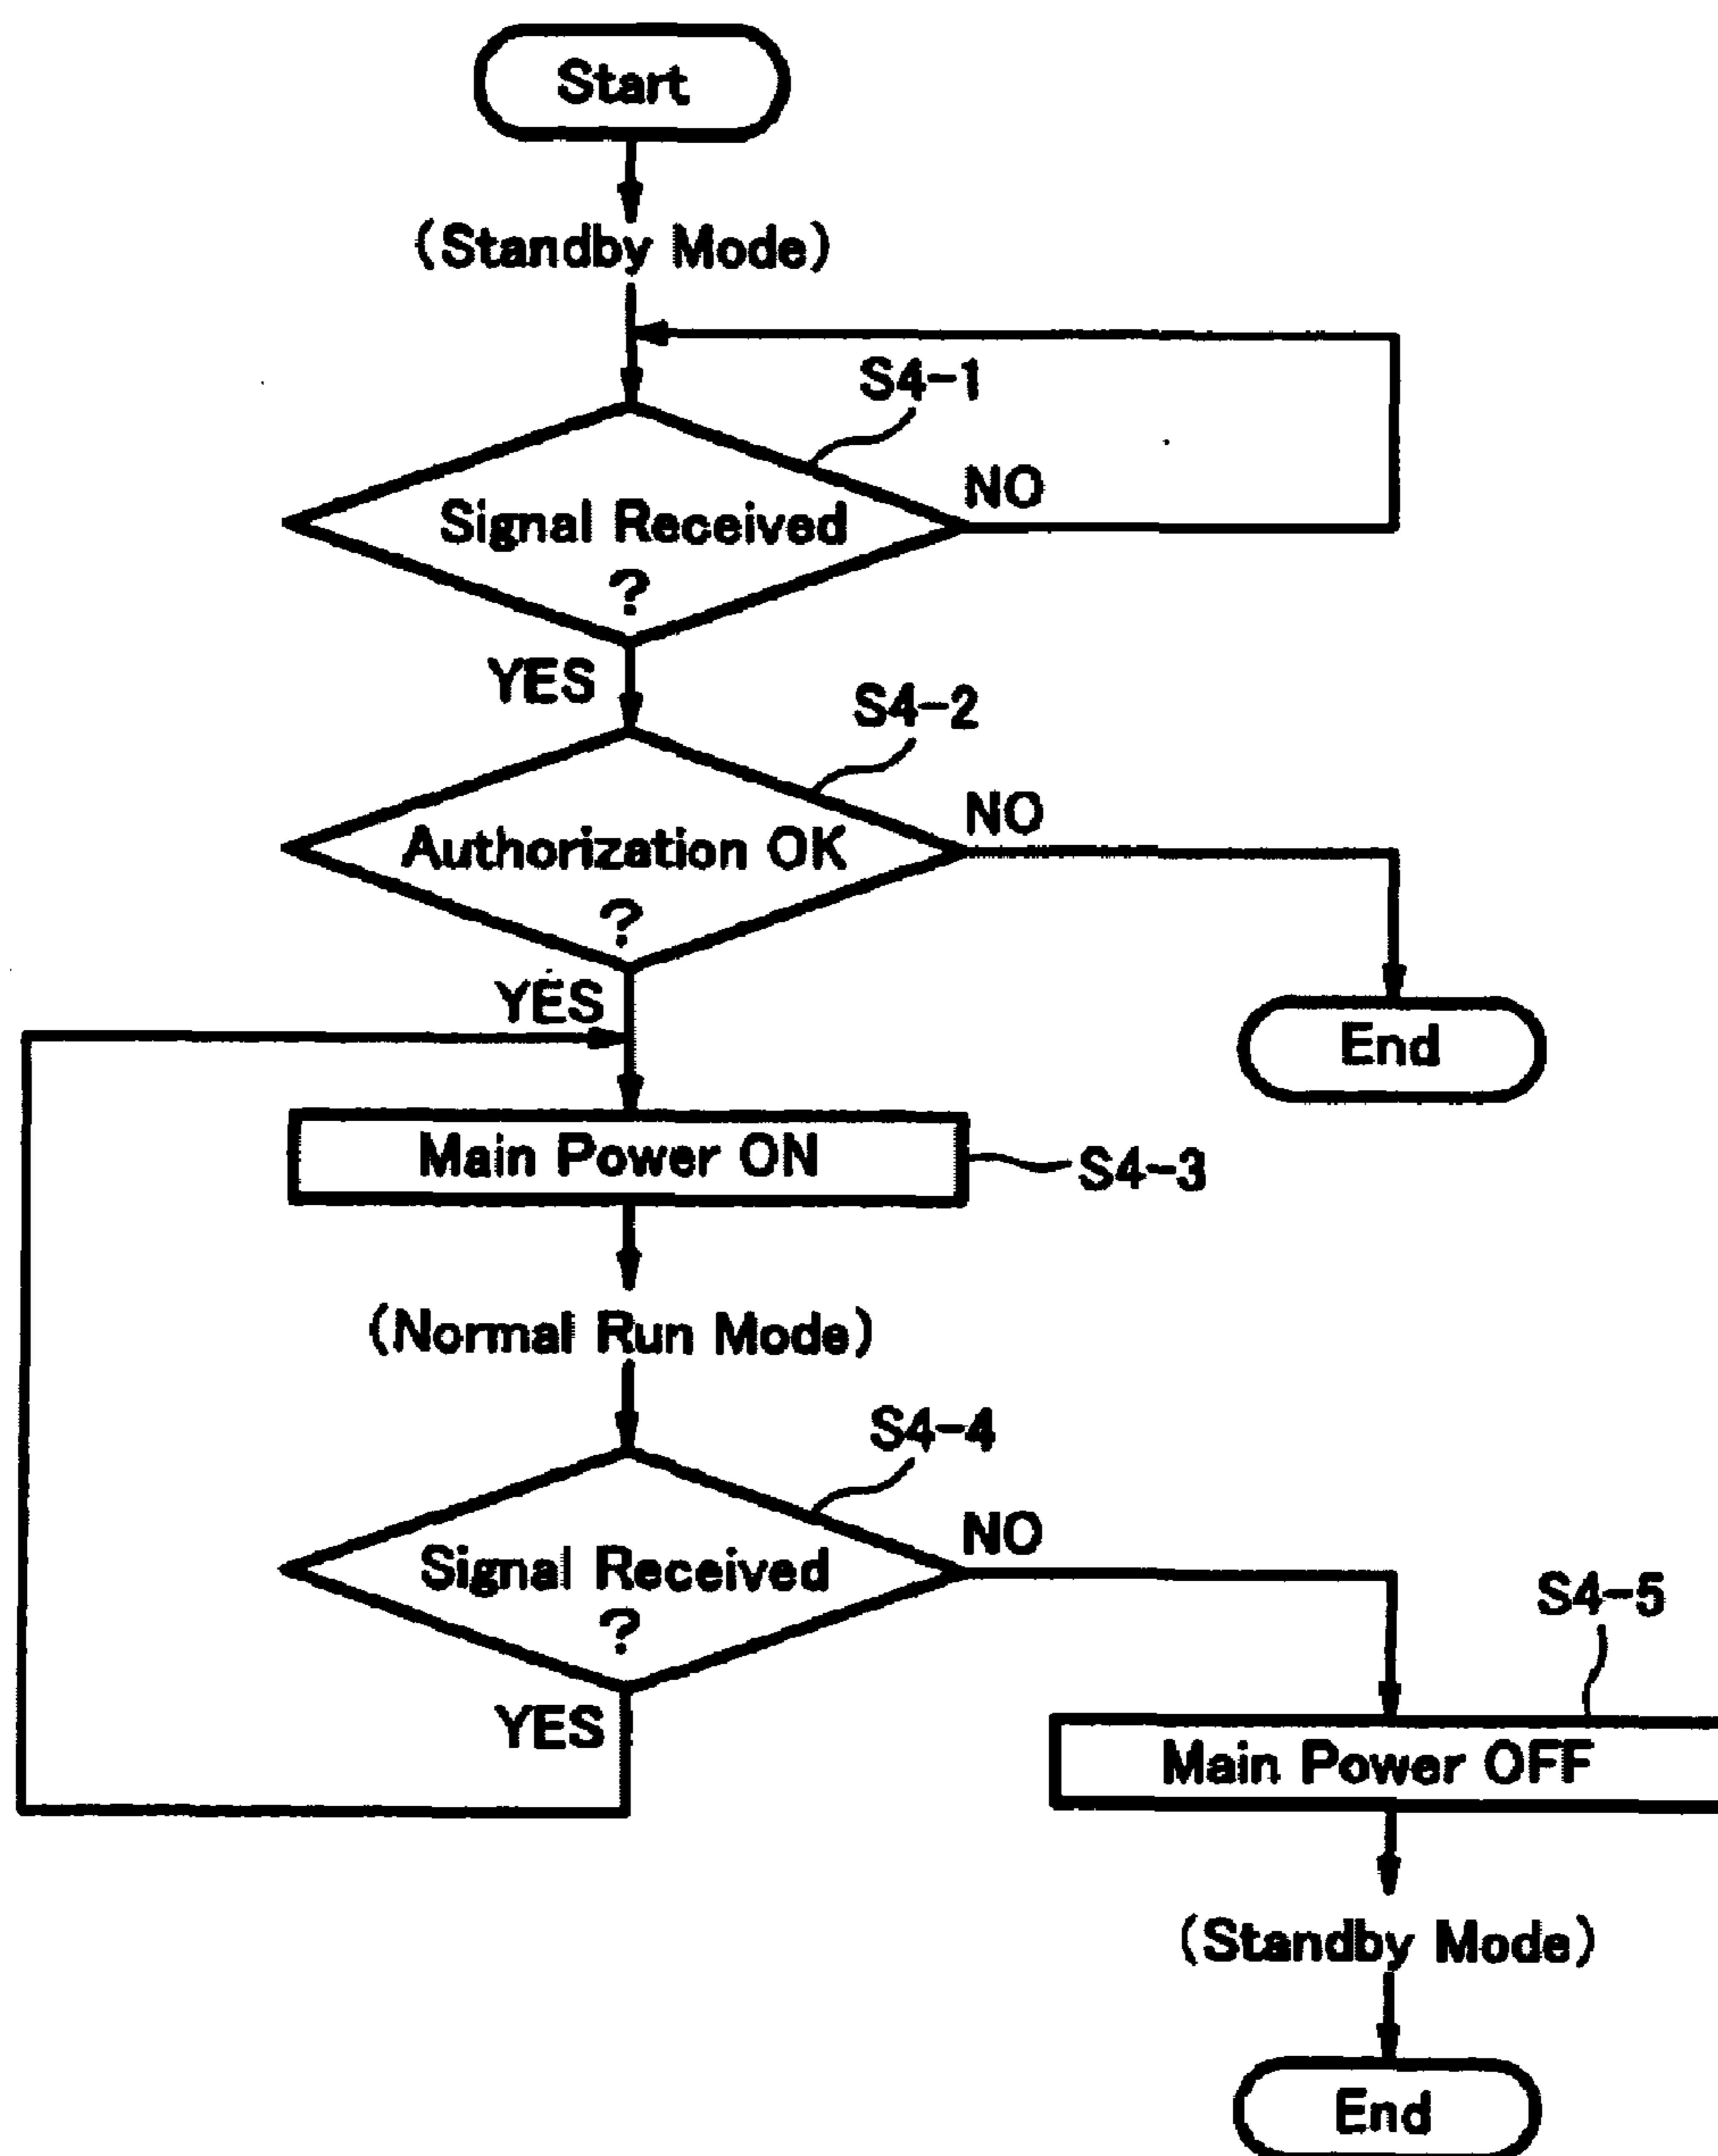 Start
(Standby Mode)
S4-1
Signal Received
?
NO
YES
S4-2
Authorization OK
?
NO
YES
End
Main Power ON
S4-3
(Normal Run Mode)
S4-4
Signal Received
?
NO
YES
S4-5
Main Power OFF
(Standby Mode)
End